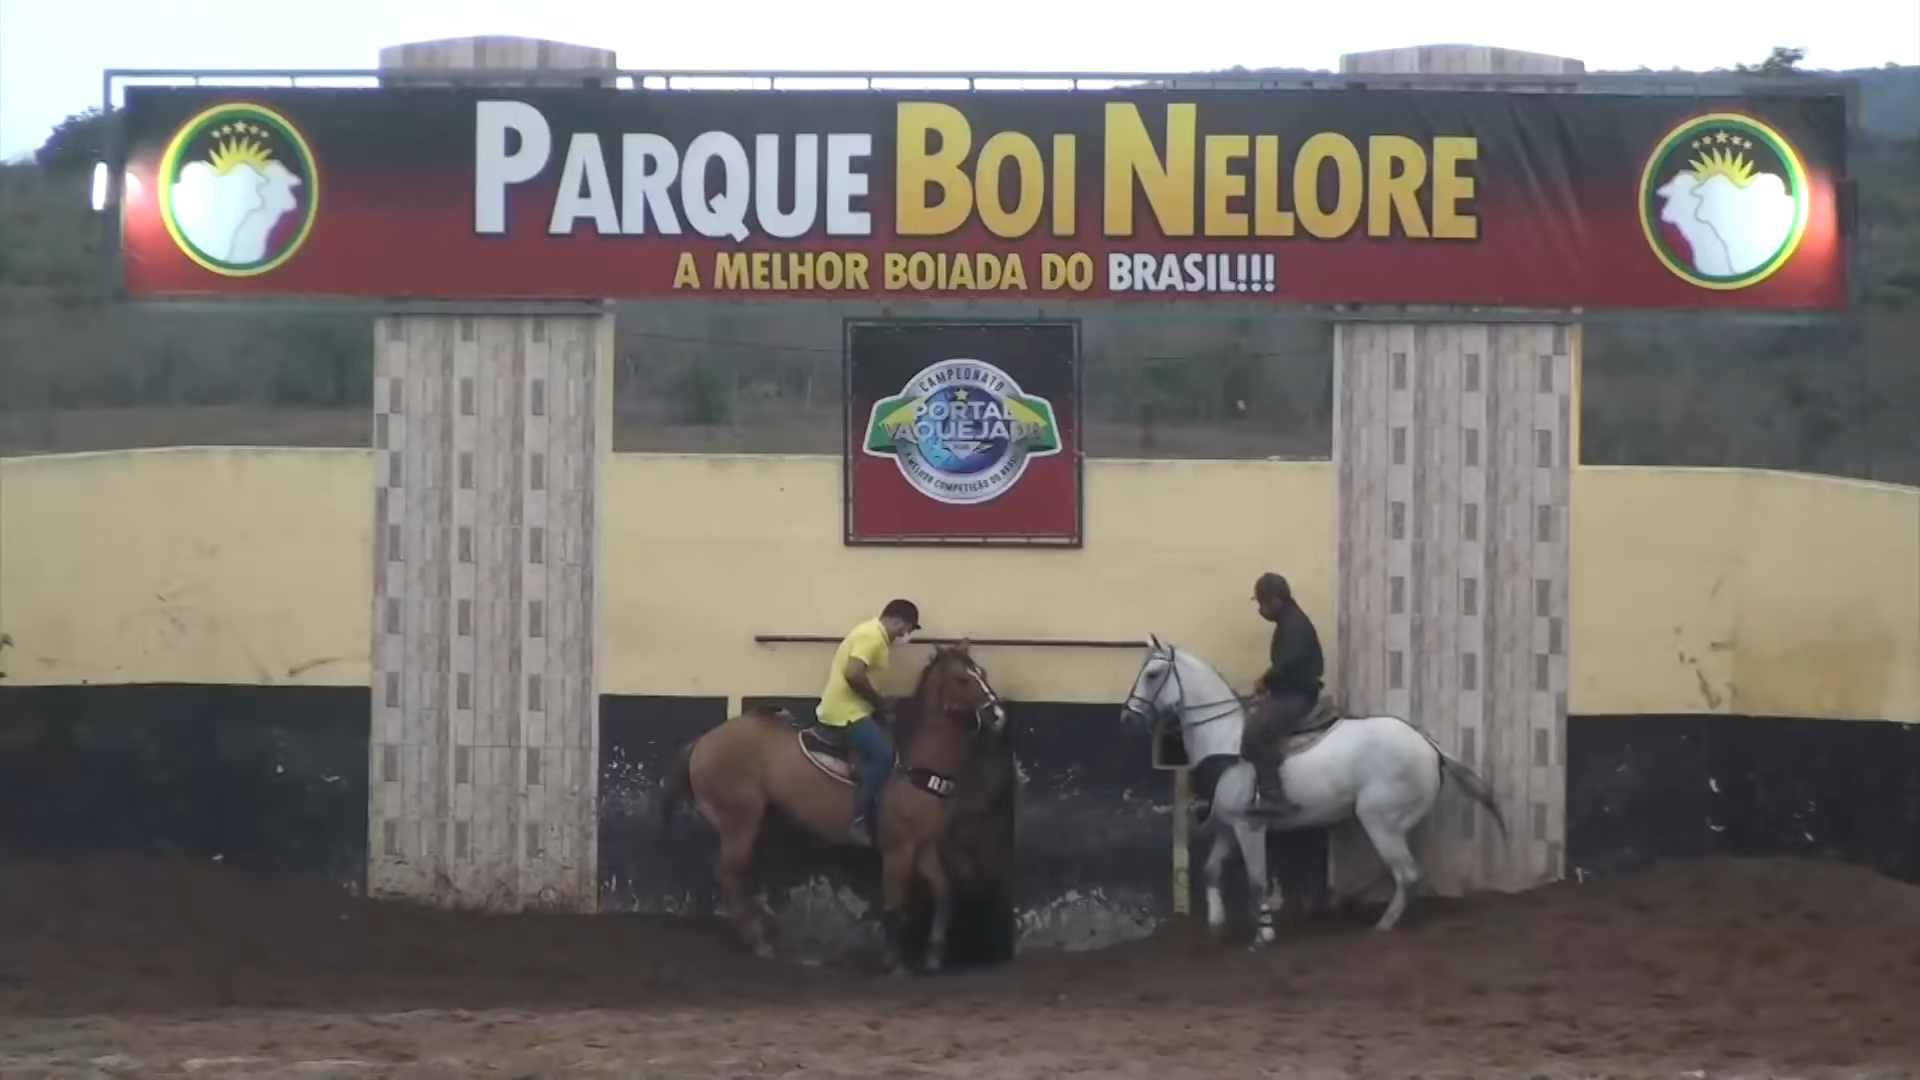 PARQUE BOI NELORE
A MELHOR BOIADA DO BRASIL!!!
CAMPEONATO
PORTAL
VAQUEJADA
A MELHOR COMPETIÇÃO DO BRASIL